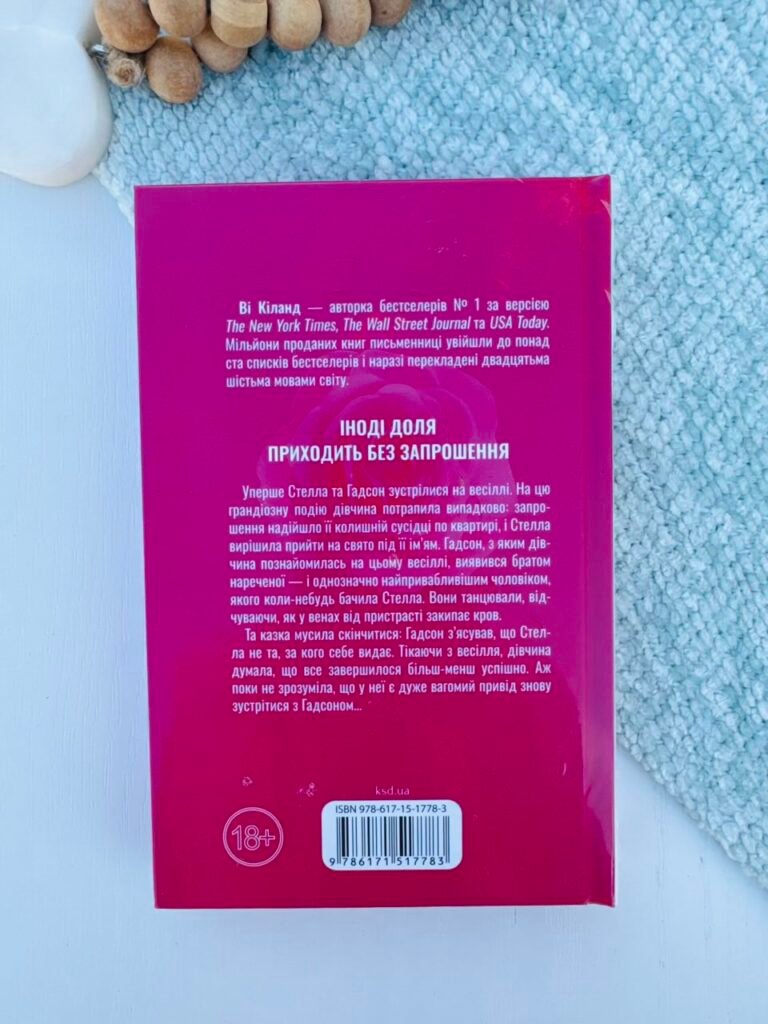 Ві Кіланд — авторка бестселерів № 1 за версією
The New York Times, The Wall Street Journal та USA Today.
Мільйони проданих книг письменниці увійшли до понад
ста списків бестселерів і наразі перекладені двадцятьма
шістьма мовами світу.
ІНОДІ ДОЛЯ
ПРИХОДИТЬ БЕЗ ЗАПРОШЕННЯ
Уперше Стелла та Гадсон зустрілися на весіллі. На цю
грандіозну подію дівчина потрапила випадково: запро-
шення надійшло її колишній сусідці по квартирі, і Стелла
вирішила прийти на свято під її ім’ям. Гадсон, з яким дів-
чина познайомилась на цьому весіллі, виявився братом
нареченої — і однозначно найпривабливішим чоловіком,
якого коли-небудь бачила Стелла. Вони танцювали, від-
чуваючи, як у венах від пристрасті закипає кров.
Та казка мусила скінчитися: Гадсон з’ясував, що Стел-
ла не та, за кого себе видає. Тікаючи з весілля, дівчина
думала, що все завершилося більш-менш успішно. Аж
поки не зрозуміла, що у неї є дуже вагомий привід знову
зустрітися з Гадсоном...
ksd.ua
ISBN 978-617-15-1778-3
18+
9 786171 517783